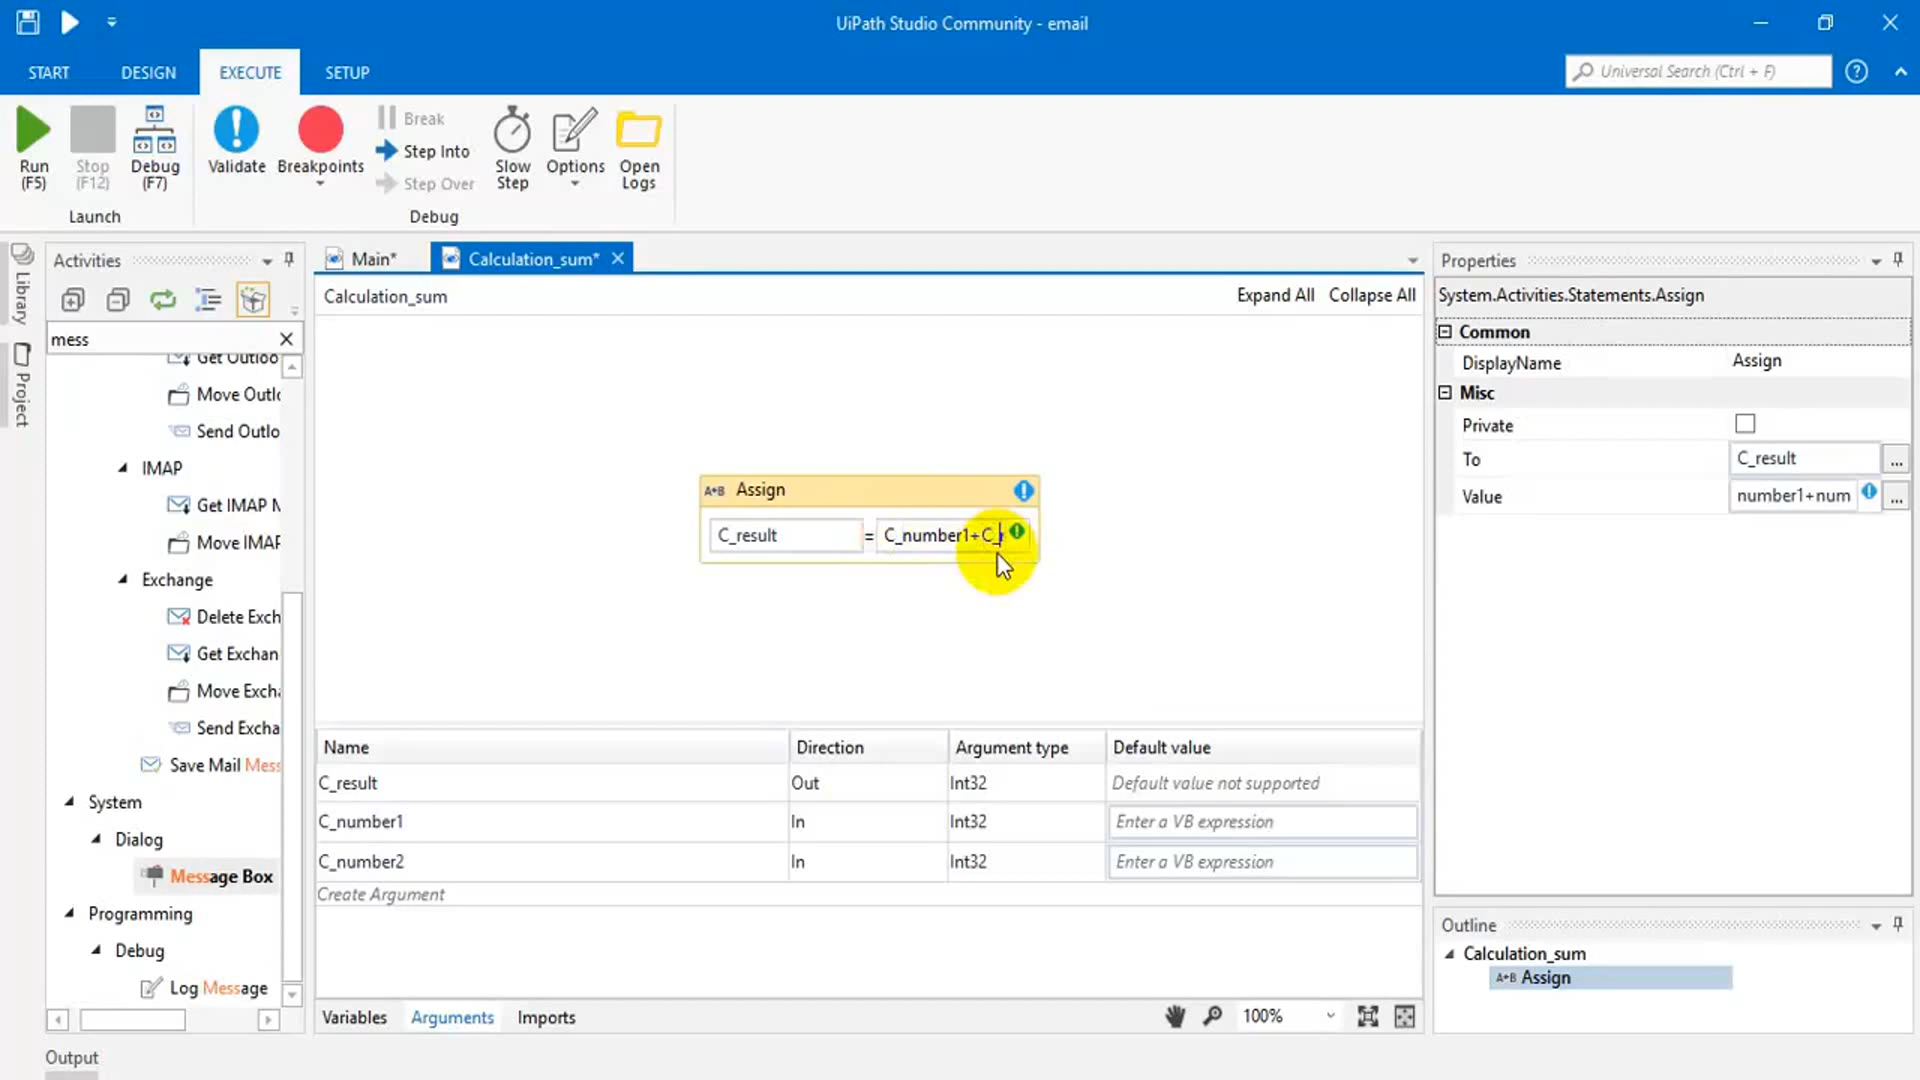 UiPath Studio Community - email
START DESIGN EXECUTE SETUP
Universal Search (Ctrl + F)
Run (F5)
Stop (F12)
Debug (F7)
Launch
Validate
Breakpoints
Break
Step Into
Step Over
Slow Step
Options
Open Logs
Debug
Library
Project
Activities
mess
Get Outloo
Move Outlo
Send Outlo
IMAP
Get IMAP M
Move IMAP
Exchange
Delete Exch
Get Exchan
Move Excha
Send Excha
Save Mail Mess
System
Dialog
Message Box
Programming
Debug
Log Message
Output
Main*
Calculation_sum*
Calculation_sum
Expand All Collapse All
A+B Assign
C_result = C_number1+C_
Name Direction Argument type Default value
C_result Out Int32 Default value not supported
C_number1 In Int32 Enter a VB expression
C_number2 In Int32 Enter a VB expression
Create Argument
Variables Arguments Imports
100%
Properties
System.Activities.Statements.Assign
Common
DisplayName Assign
Misc
Private
To C_result ...
Value number1+num ...
Outline
Calculation_sum
A+B Assign